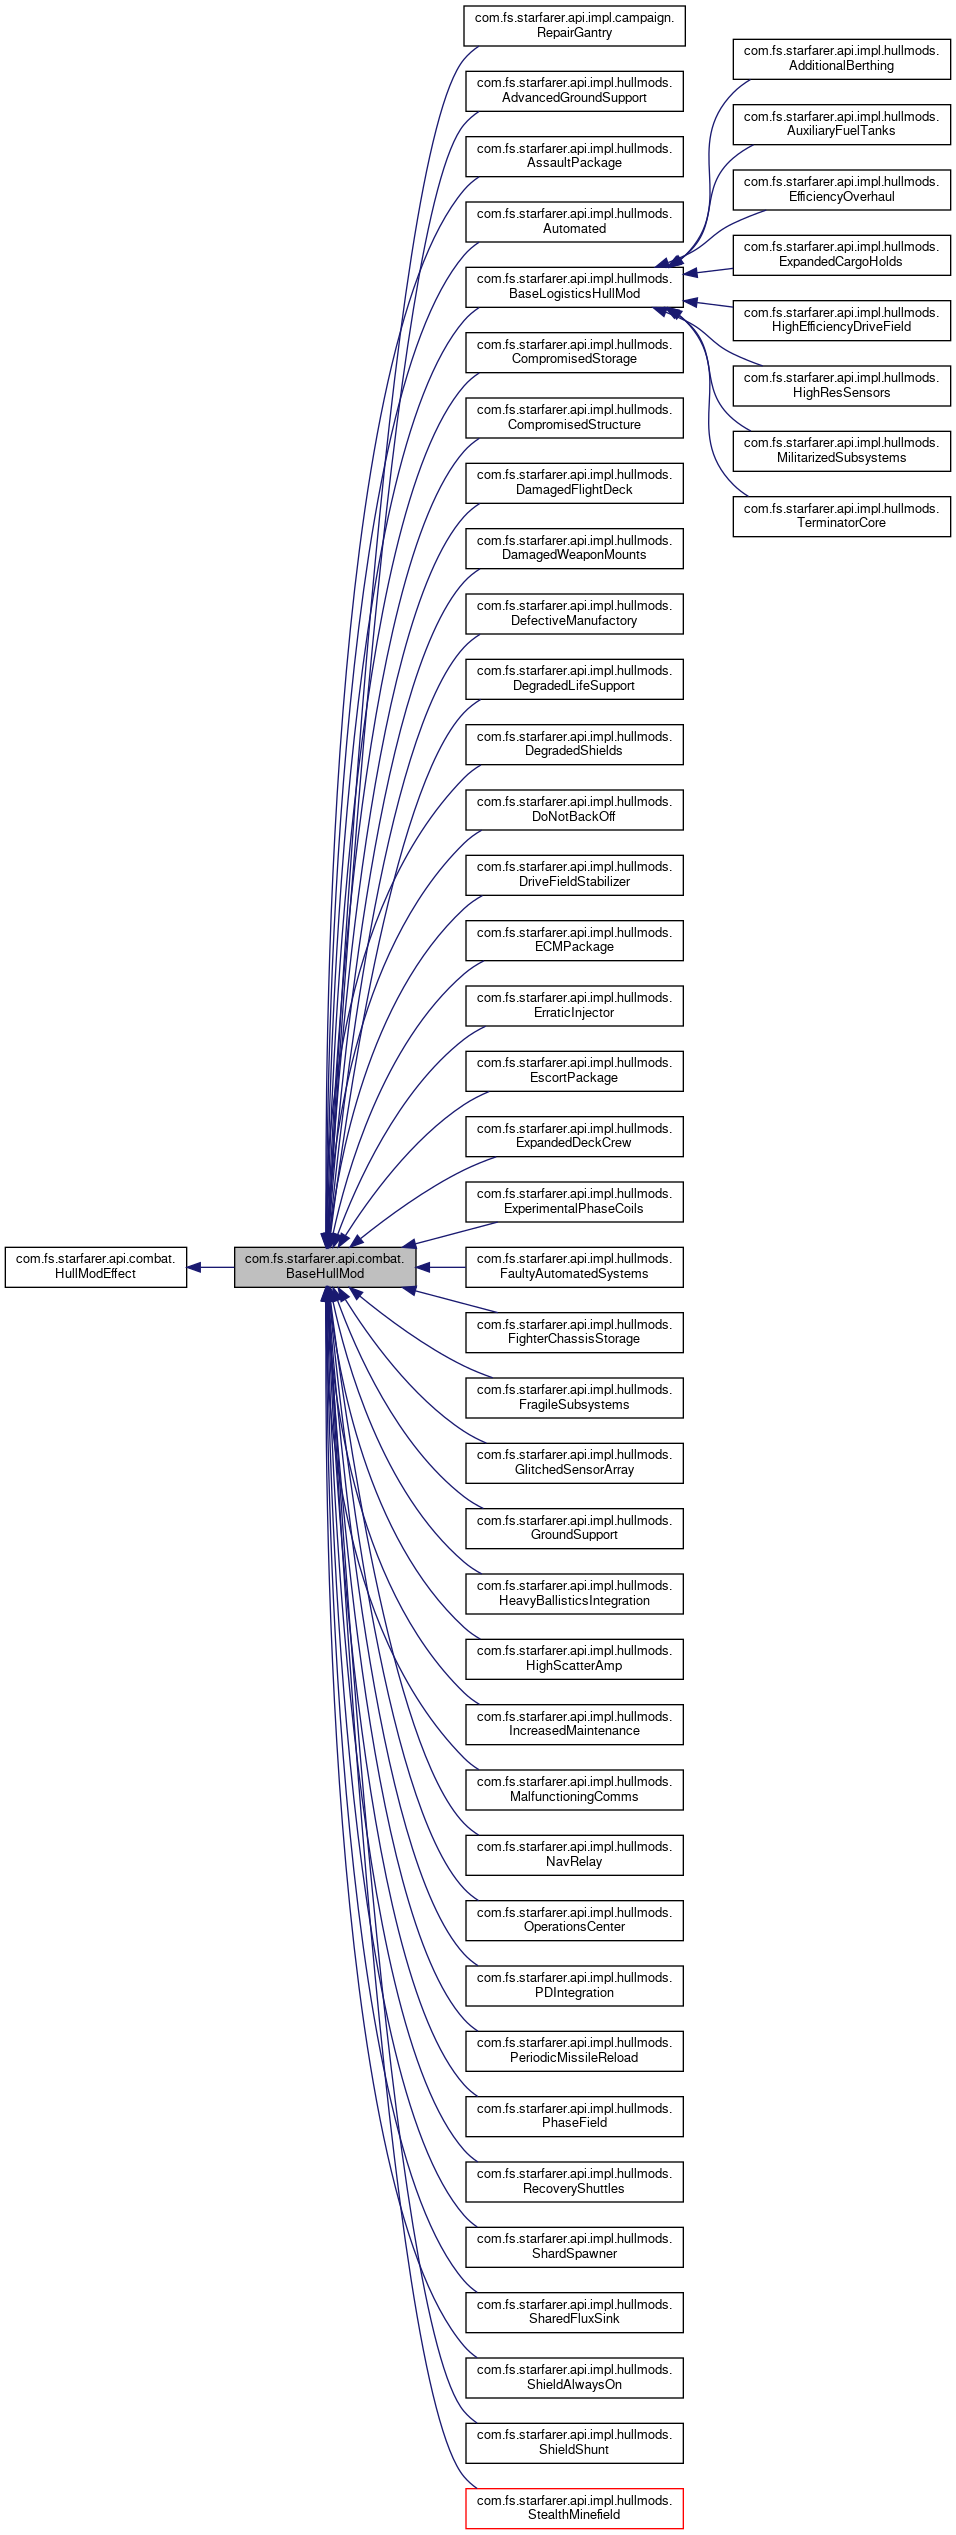 com.fs.starfarer.api.combat.
HullModEffect
com.fs.starfarer.api.combat.
BaseHullMod
com.fs.starfarer.api.impl.campaign.
RepairGantry
com.fs.starfarer.api.impl.hullmods.
AdvancedGroundSupport
com.fs.starfarer.api.impl.hullmods.
AssaultPackage
com.fs.starfarer.api.impl.hullmods.
Automated
com.fs.starfarer.api.impl.hullmods.
BaseLogisticsHullMod
com.fs.starfarer.api.impl.hullmods.
CompromisedStorage
com.fs.starfarer.api.impl.hullmods.
CompromisedStructure
com.fs.starfarer.api.impl.hullmods.
DamagedFlightDeck
com.fs.starfarer.api.impl.hullmods.
DamagedWeaponMounts
com.fs.starfarer.api.impl.hullmods.
DefectiveManufactory
com.fs.starfarer.api.impl.hullmods.
DegradedLifeSupport
com.fs.starfarer.api.impl.hullmods.
DegradedShields
com.fs.starfarer.api.impl.hullmods.
DoNotBackOff
com.fs.starfarer.api.impl.hullmods.
DriveFieldStabilizer
com.fs.starfarer.api.impl.hullmods.
ECMPackage
com.fs.starfarer.api.impl.hullmods.
ErraticInjector
com.fs.starfarer.api.impl.hullmods.
EscortPackage
com.fs.starfarer.api.impl.hullmods.
ExpandedDeckCrew
com.fs.starfarer.api.impl.hullmods.
ExperimentalPhaseCoils
com.fs.starfarer.api.impl.hullmods.
FaultyAutomatedSystems
com.fs.starfarer.api.impl.hullmods.
FighterChassisStorage
com.fs.starfarer.api.impl.hullmods.
FragileSubsystems
com.fs.starfarer.api.impl.hullmods.
GlitchedSensorArray
com.fs.starfarer.api.impl.hullmods.
GroundSupport
com.fs.starfarer.api.impl.hullmods.
HeavyBallisticsIntegration
com.fs.starfarer.api.impl.hullmods.
HighScatterAmp
com.fs.starfarer.api.impl.hullmods.
IncreasedMaintenance
com.fs.starfarer.api.impl.hullmods.
MalfunctioningComms
com.fs.starfarer.api.impl.hullmods.
NavRelay
com.fs.starfarer.api.impl.hullmods.
OperationsCenter
com.fs.starfarer.api.impl.hullmods.
PDIntegration
com.fs.starfarer.api.impl.hullmods.
PeriodicMissileReload
com.fs.starfarer.api.impl.hullmods.
PhaseField
com.fs.starfarer.api.impl.hullmods.
RecoveryShuttles
com.fs.starfarer.api.impl.hullmods.
ShardSpawner
com.fs.starfarer.api.impl.hullmods.
SharedFluxSink
com.fs.starfarer.api.impl.hullmods.
ShieldAlwaysOn
com.fs.starfarer.api.impl.hullmods.
ShieldShunt
com.fs.starfarer.api.impl.hullmods.
StealthMinefield
com.fs.starfarer.api.impl.hullmods.
AdditionalBerthing
com.fs.starfarer.api.impl.hullmods.
AuxiliaryFuelTanks
com.fs.starfarer.api.impl.hullmods.
EfficiencyOverhaul
com.fs.starfarer.api.impl.hullmods.
ExpandedCargoHolds
com.fs.starfarer.api.impl.hullmods.
HighEfficiencyDriveField
com.fs.starfarer.api.impl.hullmods.
HighResSensors
com.fs.starfarer.api.impl.hullmods.
MilitarizedSubsystems
com.fs.starfarer.api.impl.hullmods.
TerminatorCore